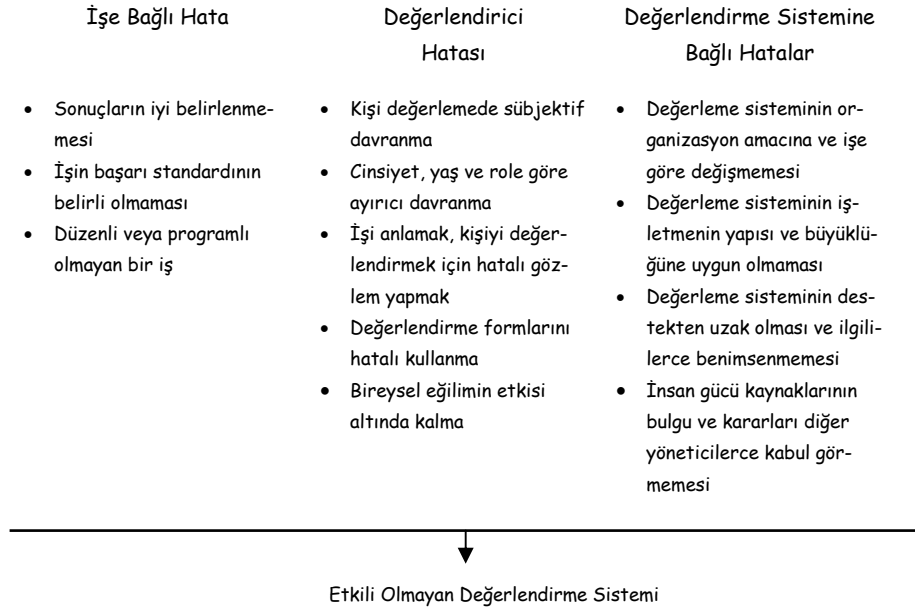 İşe Bağlı Hata
• Sonuçların iyi belirlenme-
mesi
• İşin başarı standardının
belirli olmaması
• Düzenli veya programlı
olmayan bir iş
Değerlendirici
Hatası
• Kişi değerlemede sübjektif
davranma
• Cinsiyet, yaş ve role göre
ayırıcı davranma
• İşi anlamak, kişiyi değer-
lendirmek için hatalı göz-
lem yapmak
• Değerlendirme formlarını
hatalı kullanma
• Bireysel eğilimin etkisi
altında kalma
Değerlendirme Sistemine
Bağlı Hatalar
• Değerleme sisteminin or-
ganizasyon amacına ve işe
göre değişmemesi
• Değerleme sisteminin iş-
letmenin yapısı ve büyüklü-
ğüne uygun olmaması
• Değerleme sisteminin des-
tekten uzak olması ve ilgili-
lerce benimsenmemesi
• İnsan gücü kaynaklarının
bulgu ve kararları diğer
yöneticilerce kabul gör-
memesi
Etkili Olmayan Değerlendirme Sistemi